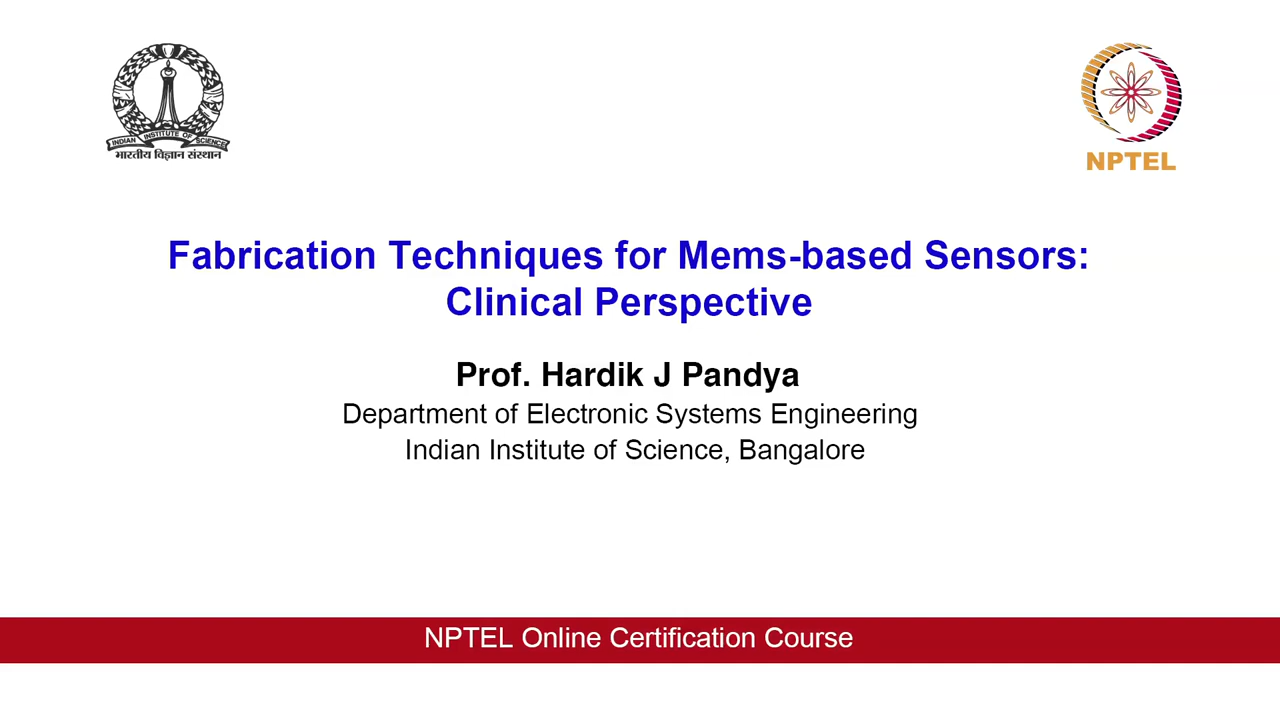 INDIAN INSTITUTE OF SCIENCE
भारतीय विज्ञान संस्थान
NPTEL
Fabrication Techniques for Mems-based Sensors:
Clinical Perspective
Prof. Hardik J Pandya
Department of Electronic Systems Engineering
Indian Institute of Science, Bangalore
NPTEL Online Certification Course